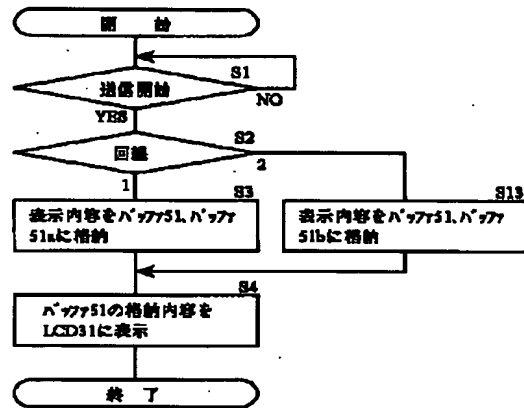 開 始
S1
送信開始
NO
YES
S2
回線
1
2
S3
表示内容をバッファ51、バッファ
51aに格納
S13
表示内容をバッファ51、バッファ
51bに格納
S4
バッファ51の格納内容を
LCD31に表示
終 了